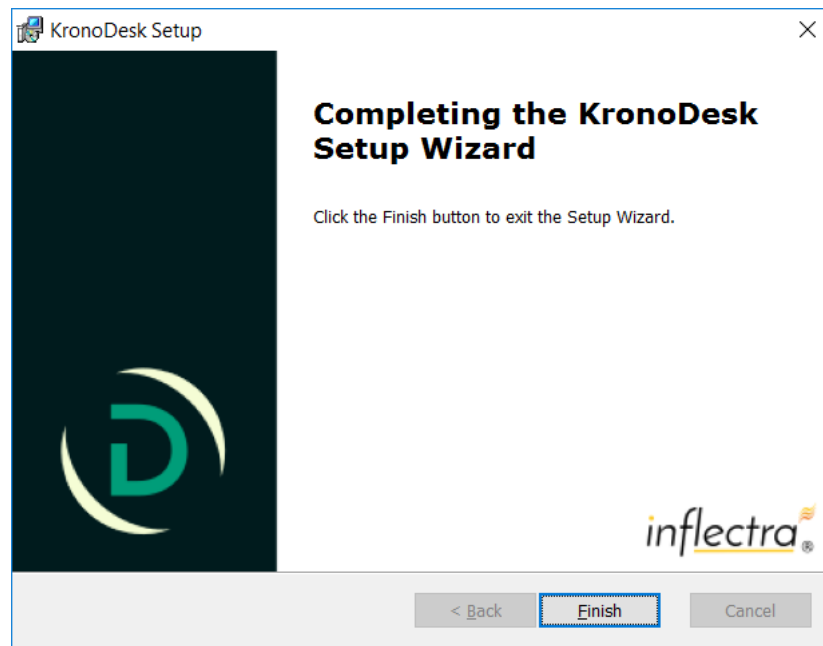 KronoDesk Setup
Completing the KronoDesk
Setup Wizard
Click the Finish button to exit the Setup Wizard.
D
inflectra®
< Back
Finish
Cancel